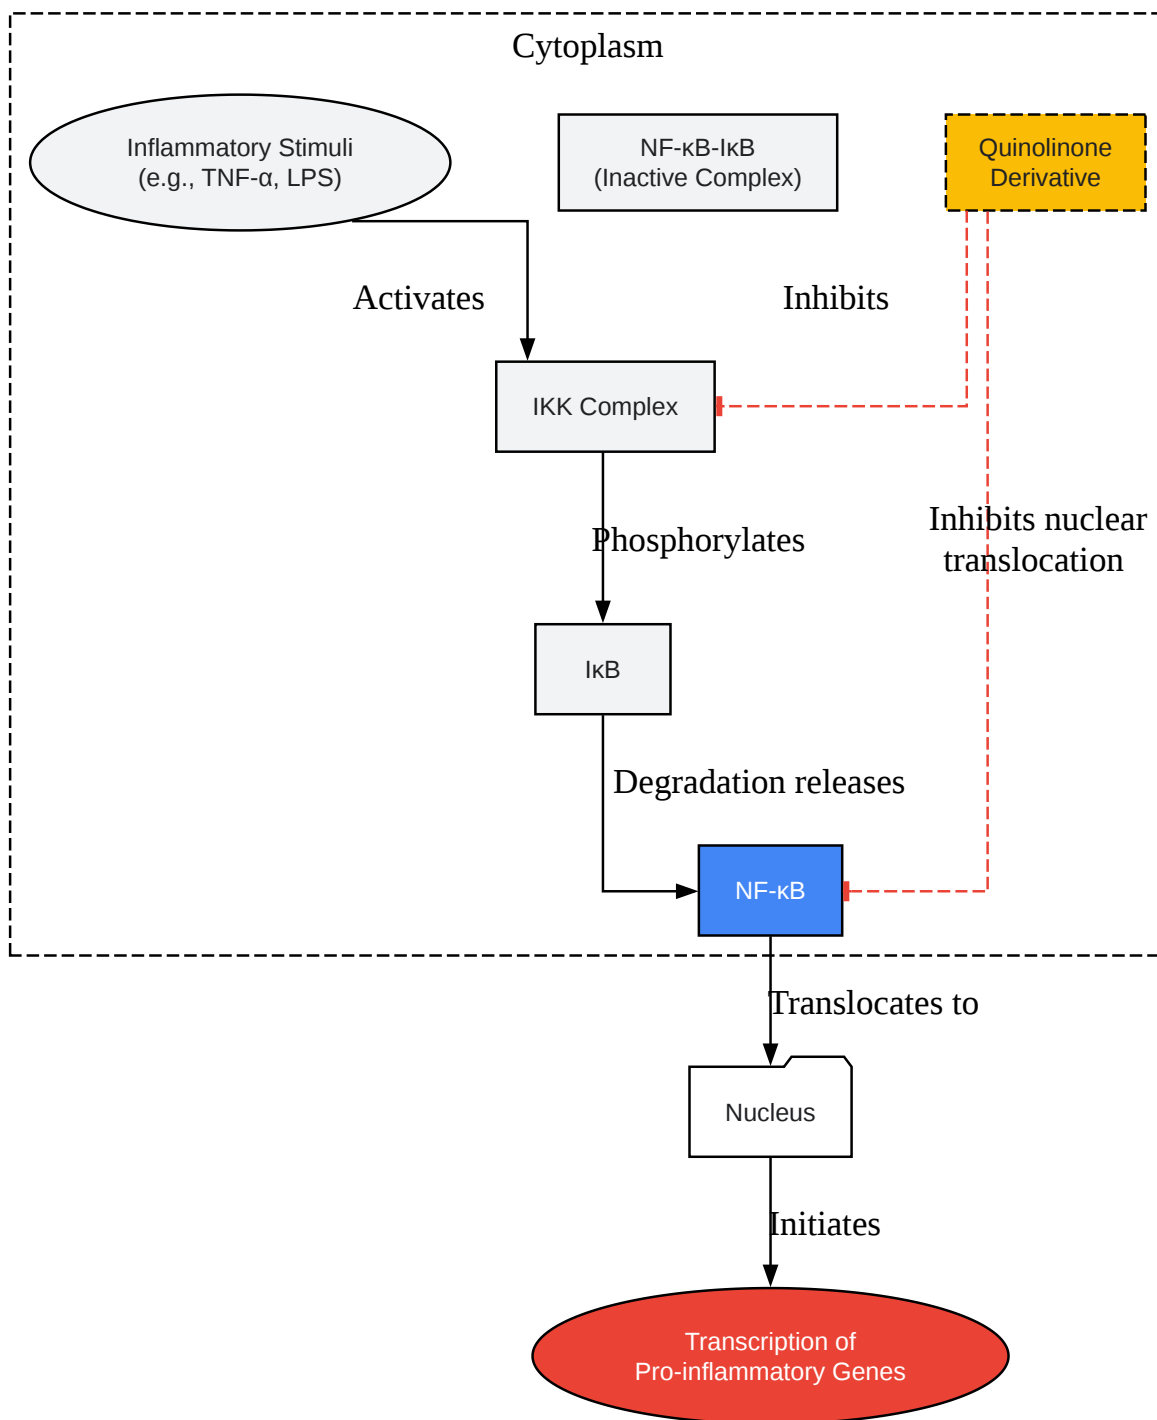 Cytoplasm
Inflammatory Stimuli
(e.g., TNF-α, LPS)
NF-κB-IκB
(Inactive Complex)
Quinolinone
Derivative
Activates
Inhibits
IKK Complex
Phosphorylates
Inhibits nuclear
translocation
IκB
Degradation releases
NF-κB
Translocates to
Nucleus
Initiates
Transcription of
Pro-inflammatory Genes